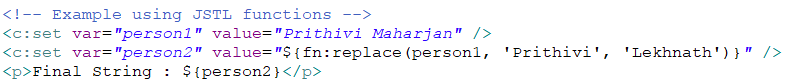 <!-- Example using JSTL functions -->
<c:set var="person1" value="Prithivi Maharjan" />
<c:set var="person2" value="${fn:replace(person1, 'Prithivi', 'Lekhnath')}" />
<p>Final String : ${person2}</p>